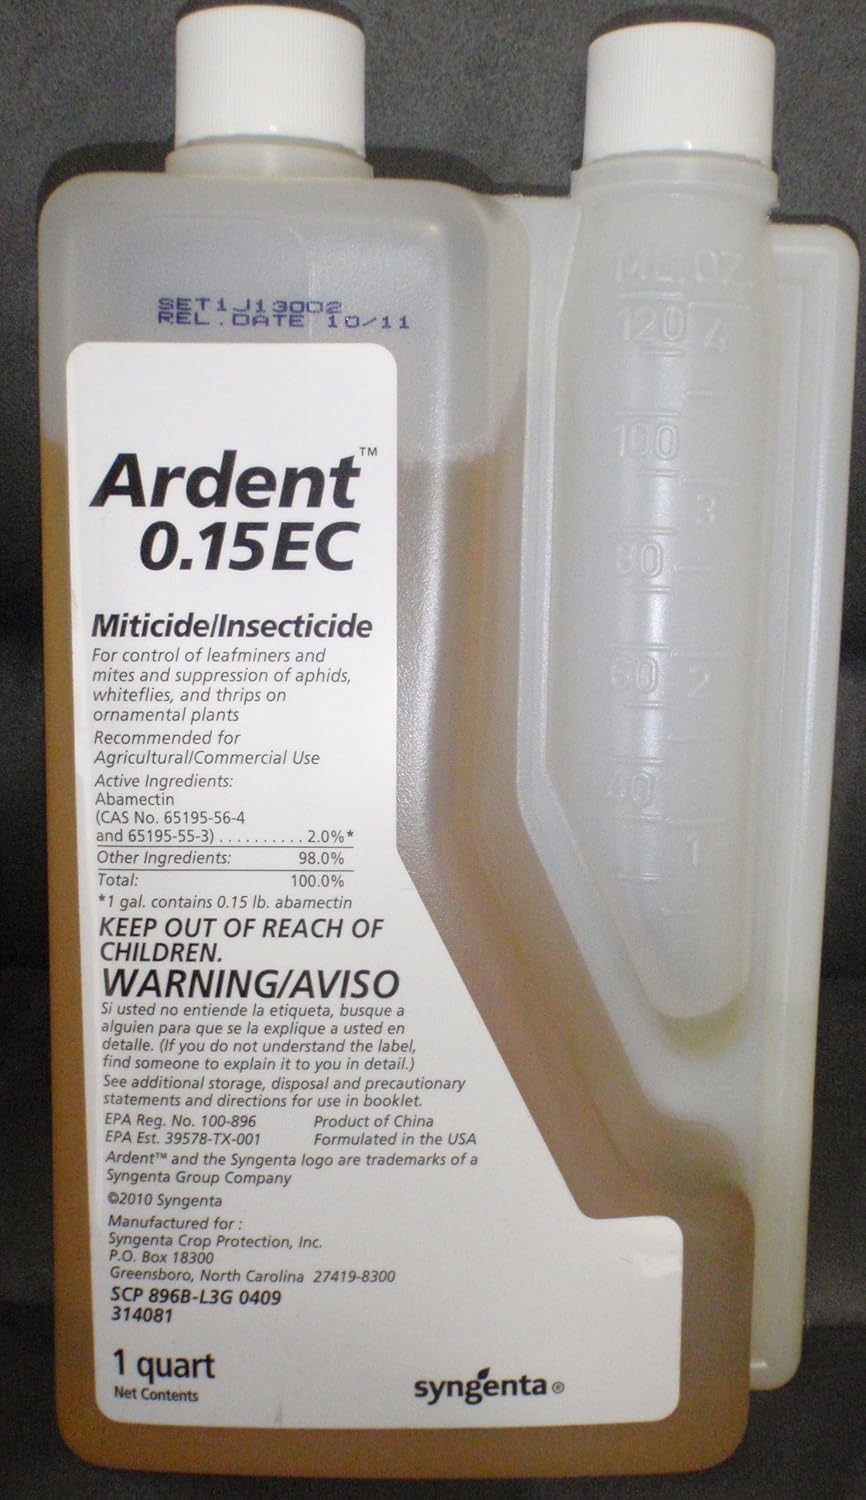 SET1J13002
REL.DATE 10/11
Ardent™
0.15EC
Miticide/Insecticide
For control of leafminers and
mites and suppression of aphids,
whiteflies, and thrips on
ornamental plants
Recommended for
Agricultural/Commercial Use
Active Ingredients:
Abamectin
(CAS No. 65195-56-4
and 65195-55-3) . . . . . . . . . . 2.0%*
Other Ingredients: 98.0%
Total: 100.0%
*1 gal. contains 0.15 lb. abamectin
KEEP OUT OF REACH OF
CHILDREN.
WARNING/AVISO
Si usted no entiende la etiqueta, busque a
alguien para que se la explique a usted en
detalle. (If you do not understand the label,
find someone to explain it to you in detail.)
See additional storage, disposal and precautionary
statements and directions for use in booklet.
EPA Reg. No. 100-896 Product of China
EPA Est. 39578-TX-001 Formulated in the USA
Ardent™ and the Syngenta logo are trademarks of a
Syngenta Group Company
©2010 Syngenta
Manufactured for :
Syngenta Crop Protection, Inc.
P.O. Box 18300
Greensboro, North Carolina 27419-8300
SCP 896B-L3G 0409
314081
1 quart
Net Contents
syngenta®
ML. OZ.
120 4
100
3
80
60 2
40
1